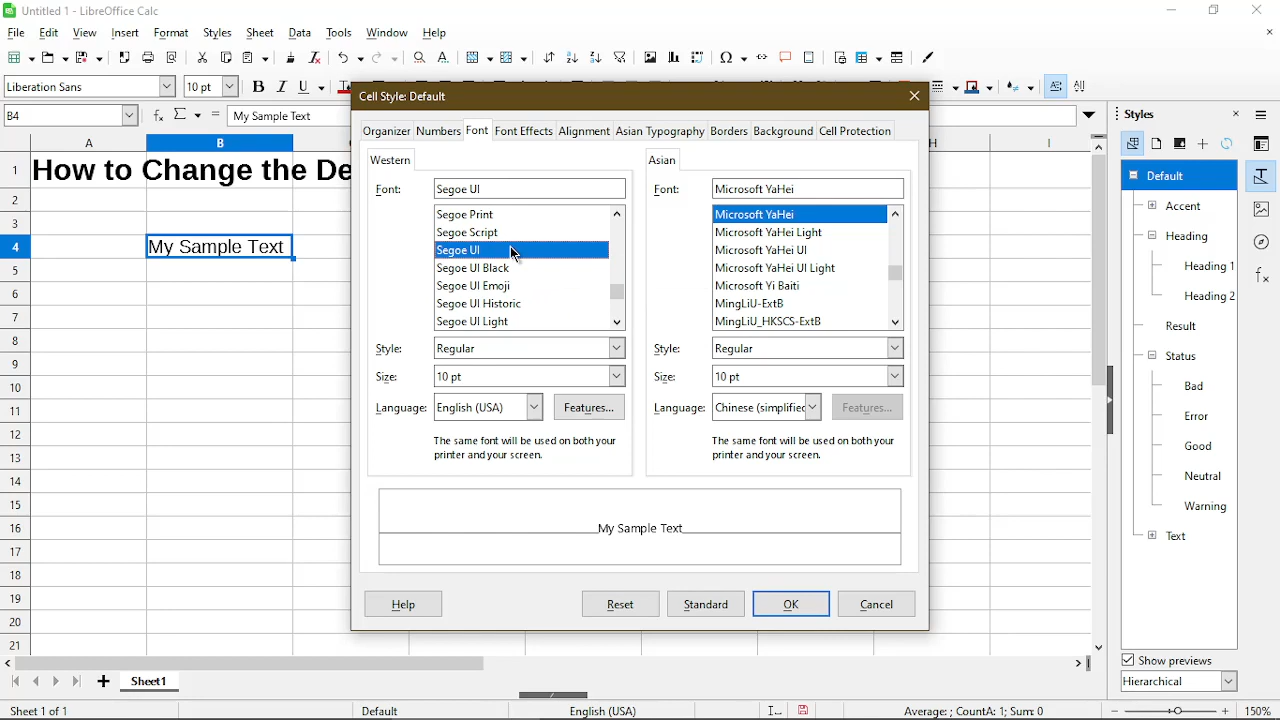 Untitled 1 - LibreOffice Calc
File Edit View Insert Format Styles Sheet Data Tools Window Help
Liberation Sans 10 pt B I U
B4 My Sample Text
Styles
A B H I
1 How to Change the De
2
3
4 My Sample Text
5
6
7
8
9
10
11
12
13
14
15
16
17
18
19
20
21
Cell Style: Default
Organizer Numbers Font Font Effects Alignment Asian Typography Borders Background Cell Protection
Western
Font: Segoe UI
Segoe Print
Segoe Script
Segoe UI
Segoe UI Black
Segoe UI Emoji
Segoe UI Historic
Segoe UI Light
Style: Regular
Size: 10 pt
Language: English (USA) Features...
The same font will be used on both your
printer and your screen.
Asian
Font: Microsoft YaHei
Microsoft YaHei
Microsoft YaHei Light
Microsoft YaHei UI
Microsoft YaHei UI Light
Microsoft Yi Baiti
MingLiU-ExtB
MingLiU_HKSCS-ExtB
Style: Regular
Size: 10 pt
Language: Chinese (simplified Features...
The same font will be used on both your
printer and your screen.
My Sample Text
Help Reset Standard OK Cancel
Default
Accent
Heading
Heading 1
Heading 2
Result
Status
Bad
Error
Good
Neutral
Warning
Text
Show previews
Hierarchical
Sheet1
Sheet 1 of 1 Default English (USA) Average: ; CountA: 1; Sum: 0 150%